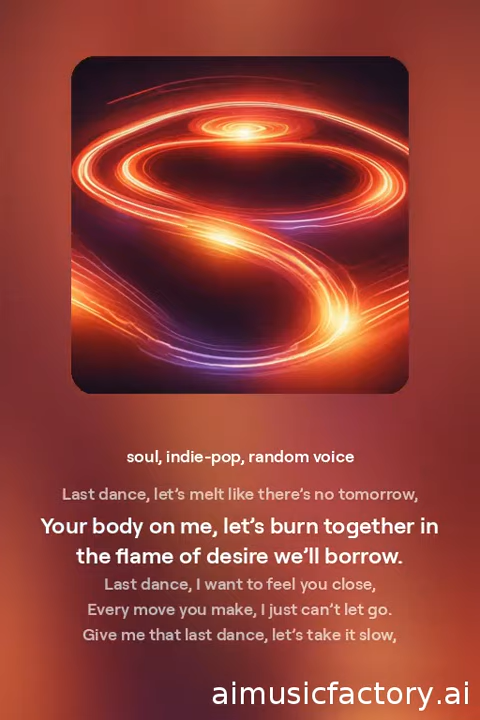 soul, indie-pop, random voice
Last dance, let’s melt like there’s no tomorrow,
Your body on me, let’s burn together in
the flame of desire we’ll borrow.
Last dance, I want to feel you close,
Every move you make, I just can’t let go.
Give me that last dance, let’s take it slow,
aimusicfactory.ai